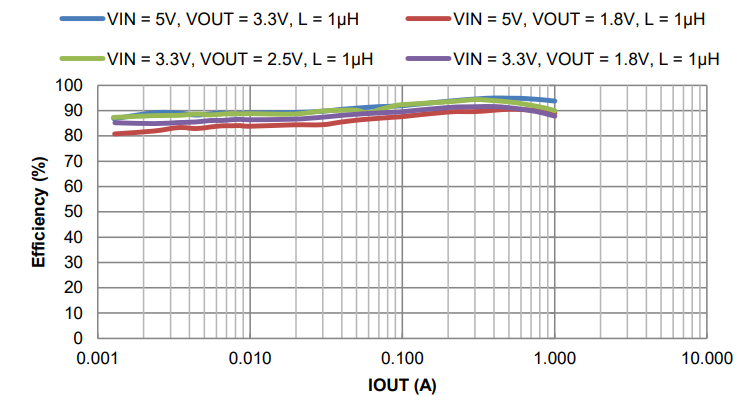 VIN = 5V, VOUT = 3.3V, L = 1µH VIN = 5V, VOUT = 1.8V, L = 1µH
VIN = 3.3V, VOUT = 2.5V, L = 1µH VIN = 3.3V, VOUT = 1.8V, L = 1µH
100
90
80
70
60
50
40
30
20
10
0
Efficiency (%)
0.001 0.010 0.100 1.000 10.000
IOUT (A)